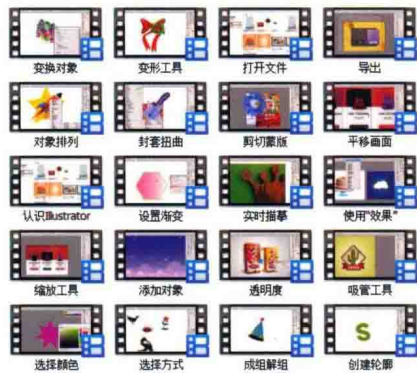 变换对象
变形工具
打开文件
导出
对象排列
封套扭曲
剪切蒙版
平移画面
认识Illustrator
设置渐变
实时描摹
使用“效果”
缩放工具
添加对象
透明度
吸管工具
选择颜色
选择方式
成组解组
S
创建轮廓